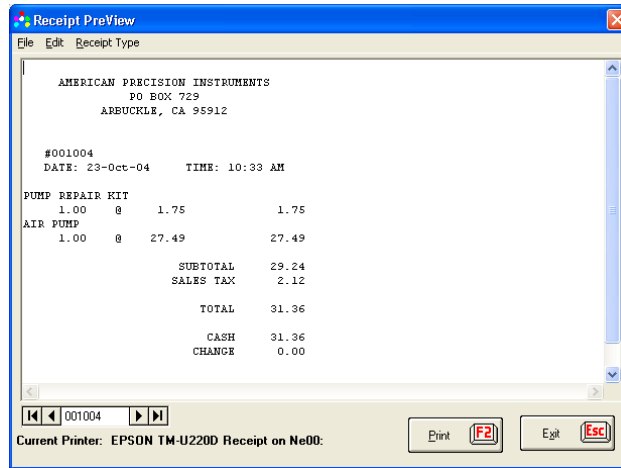 Receipt PreView
File Edit Receipt Type
AMERICAN PRECISION INSTRUMENTS
PO BOX 729
ARBUCKLE, CA 95912
#001004
DATE: 23-Oct-04 TIME: 10:33 AM
PUMP REPAIR KIT
1.00 @ 1.75 1.75
AIR PUMP
1.00 @ 27.49 27.49
SUBTOTAL 29.24
SALES TAX 2.12
TOTAL 31.36
CASH 31.36
CHANGE 0.00
001004
Current Printer: EPSON TM-U220D Receipt on Ne00:
Print F2
Exit Esc